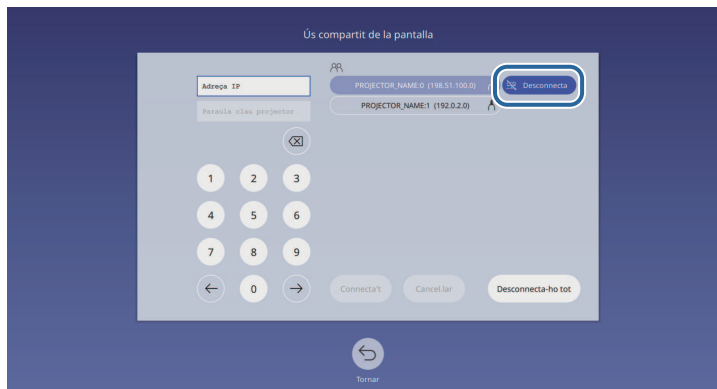 Ús compartit de la pantalla
Adreça IP
Paraula clau projector
PROJECTOR_NAME:0 (198.51.100.0)
Desconnecta
PROJECTOR_NAME:1 (192.0.2.0)
1 2 3
4 5 6
7 8 9
0
Connecta't
Cancel·lar
Desconnecta-ho tot
Tornar